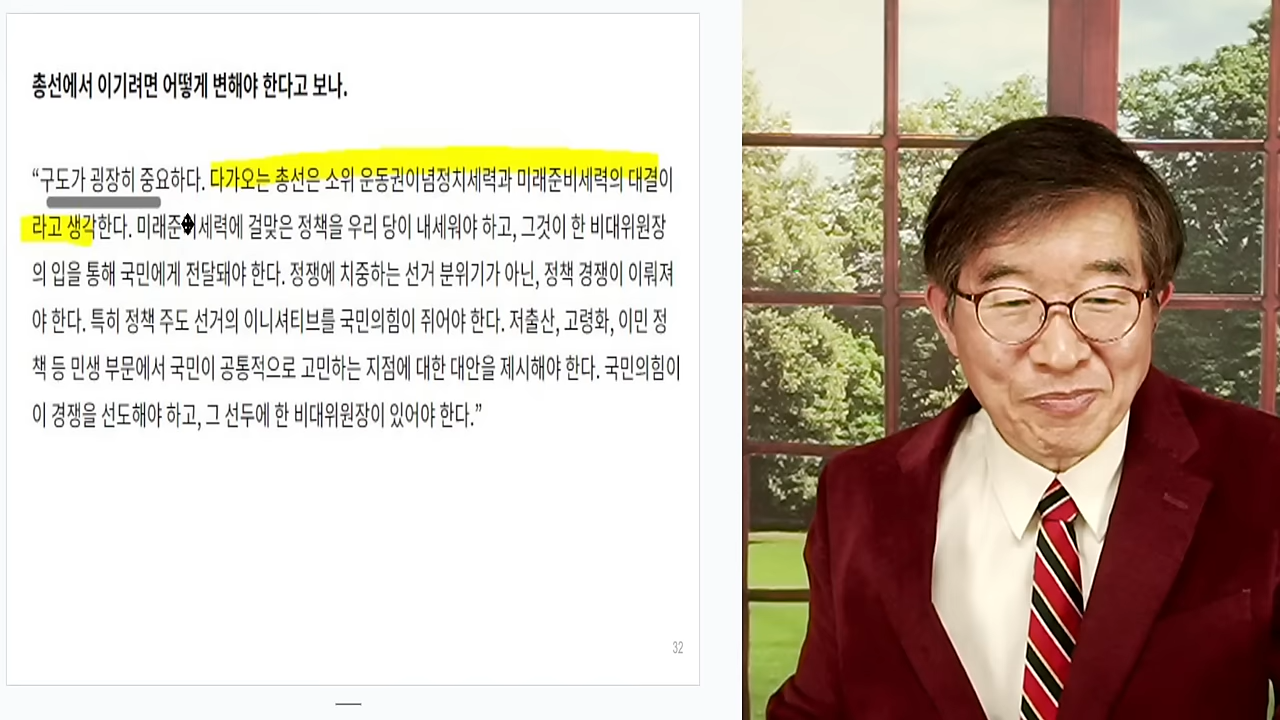 총선에서 이기려면 어떻게 변해야 한다고 보나.
“구도가 굉장히 중요하다. 다가오는 총선은 소위 운동권이념정치세력과 미래준비세력의 대결이
라고 생각한다. 미래준비세력에 걸맞은 정책을 우리 당이 내세워야 하고, 그것이 한 비대위원장
의 입을 통해 국민에게 전달돼야 한다. 정쟁에 치중하는 선거 분위기가 아닌, 정책 경쟁이 이뤄져
야 한다. 특히 정책 주도 선거의 이니셔티브를 국민의힘이 쥐어야 한다. 저출산, 고령화, 이민 정
책 등 민생 부문에서 국민이 공통적으로 고민하는 지점에 대한 대안을 제시해야 한다. 국민의힘이
이 경쟁을 선도해야 하고, 그 선두에 한 비대위원장이 있어야 한다.”
32